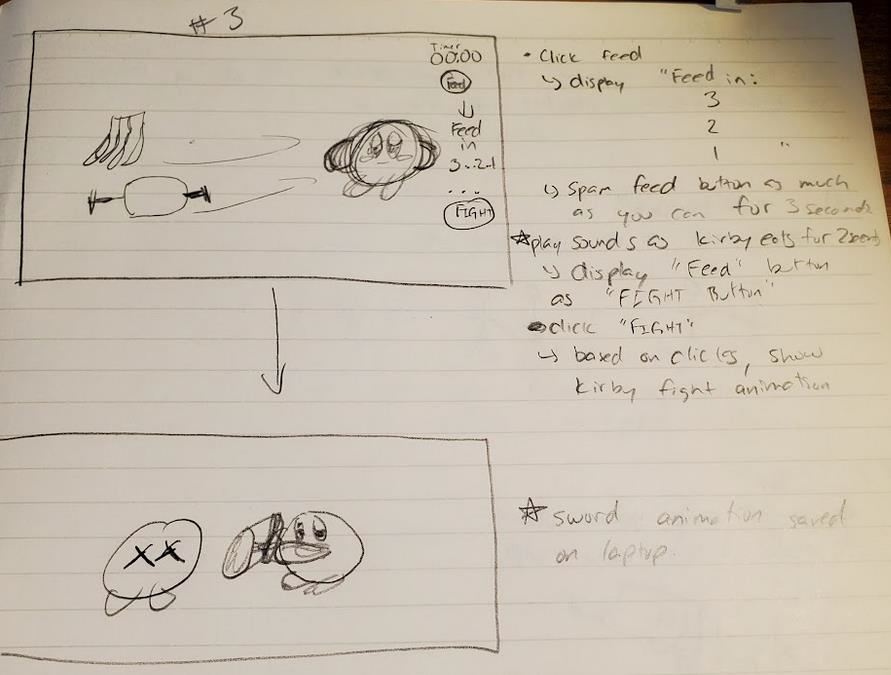 #3
Timer
00:00
Feed
Feed
in
3..2..1
...
FIGHT
• Click feed
↳ display "Feed in:
3
2
1 "
↳ Spam feed button as much
as you can for 3 seconds
☆ play sounds as kirby eats for 2
↳ display "Feed" button
as "FIGHT Button"
• click "FIGHT"
↳ based on clicks, show
kirby fight animation
X X
☆ sword animation saved
on laptop.